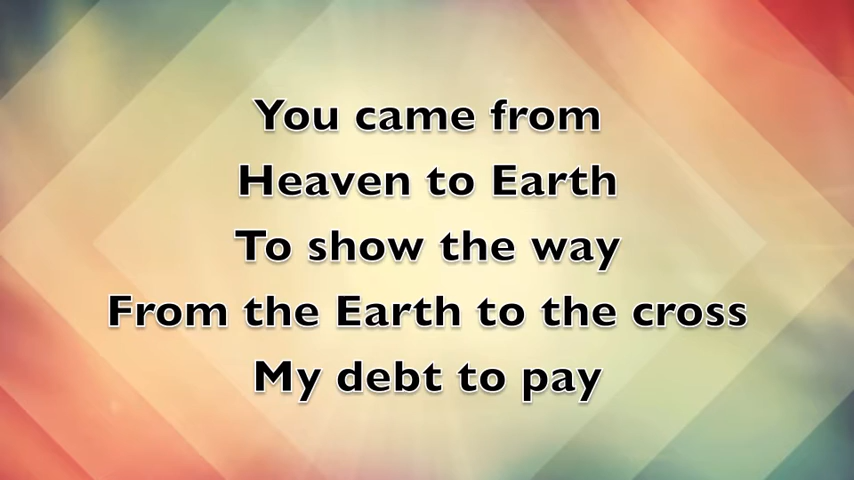 You came from
Heaven to Earth
To show the way
From the Earth to the cross
My debt to pay